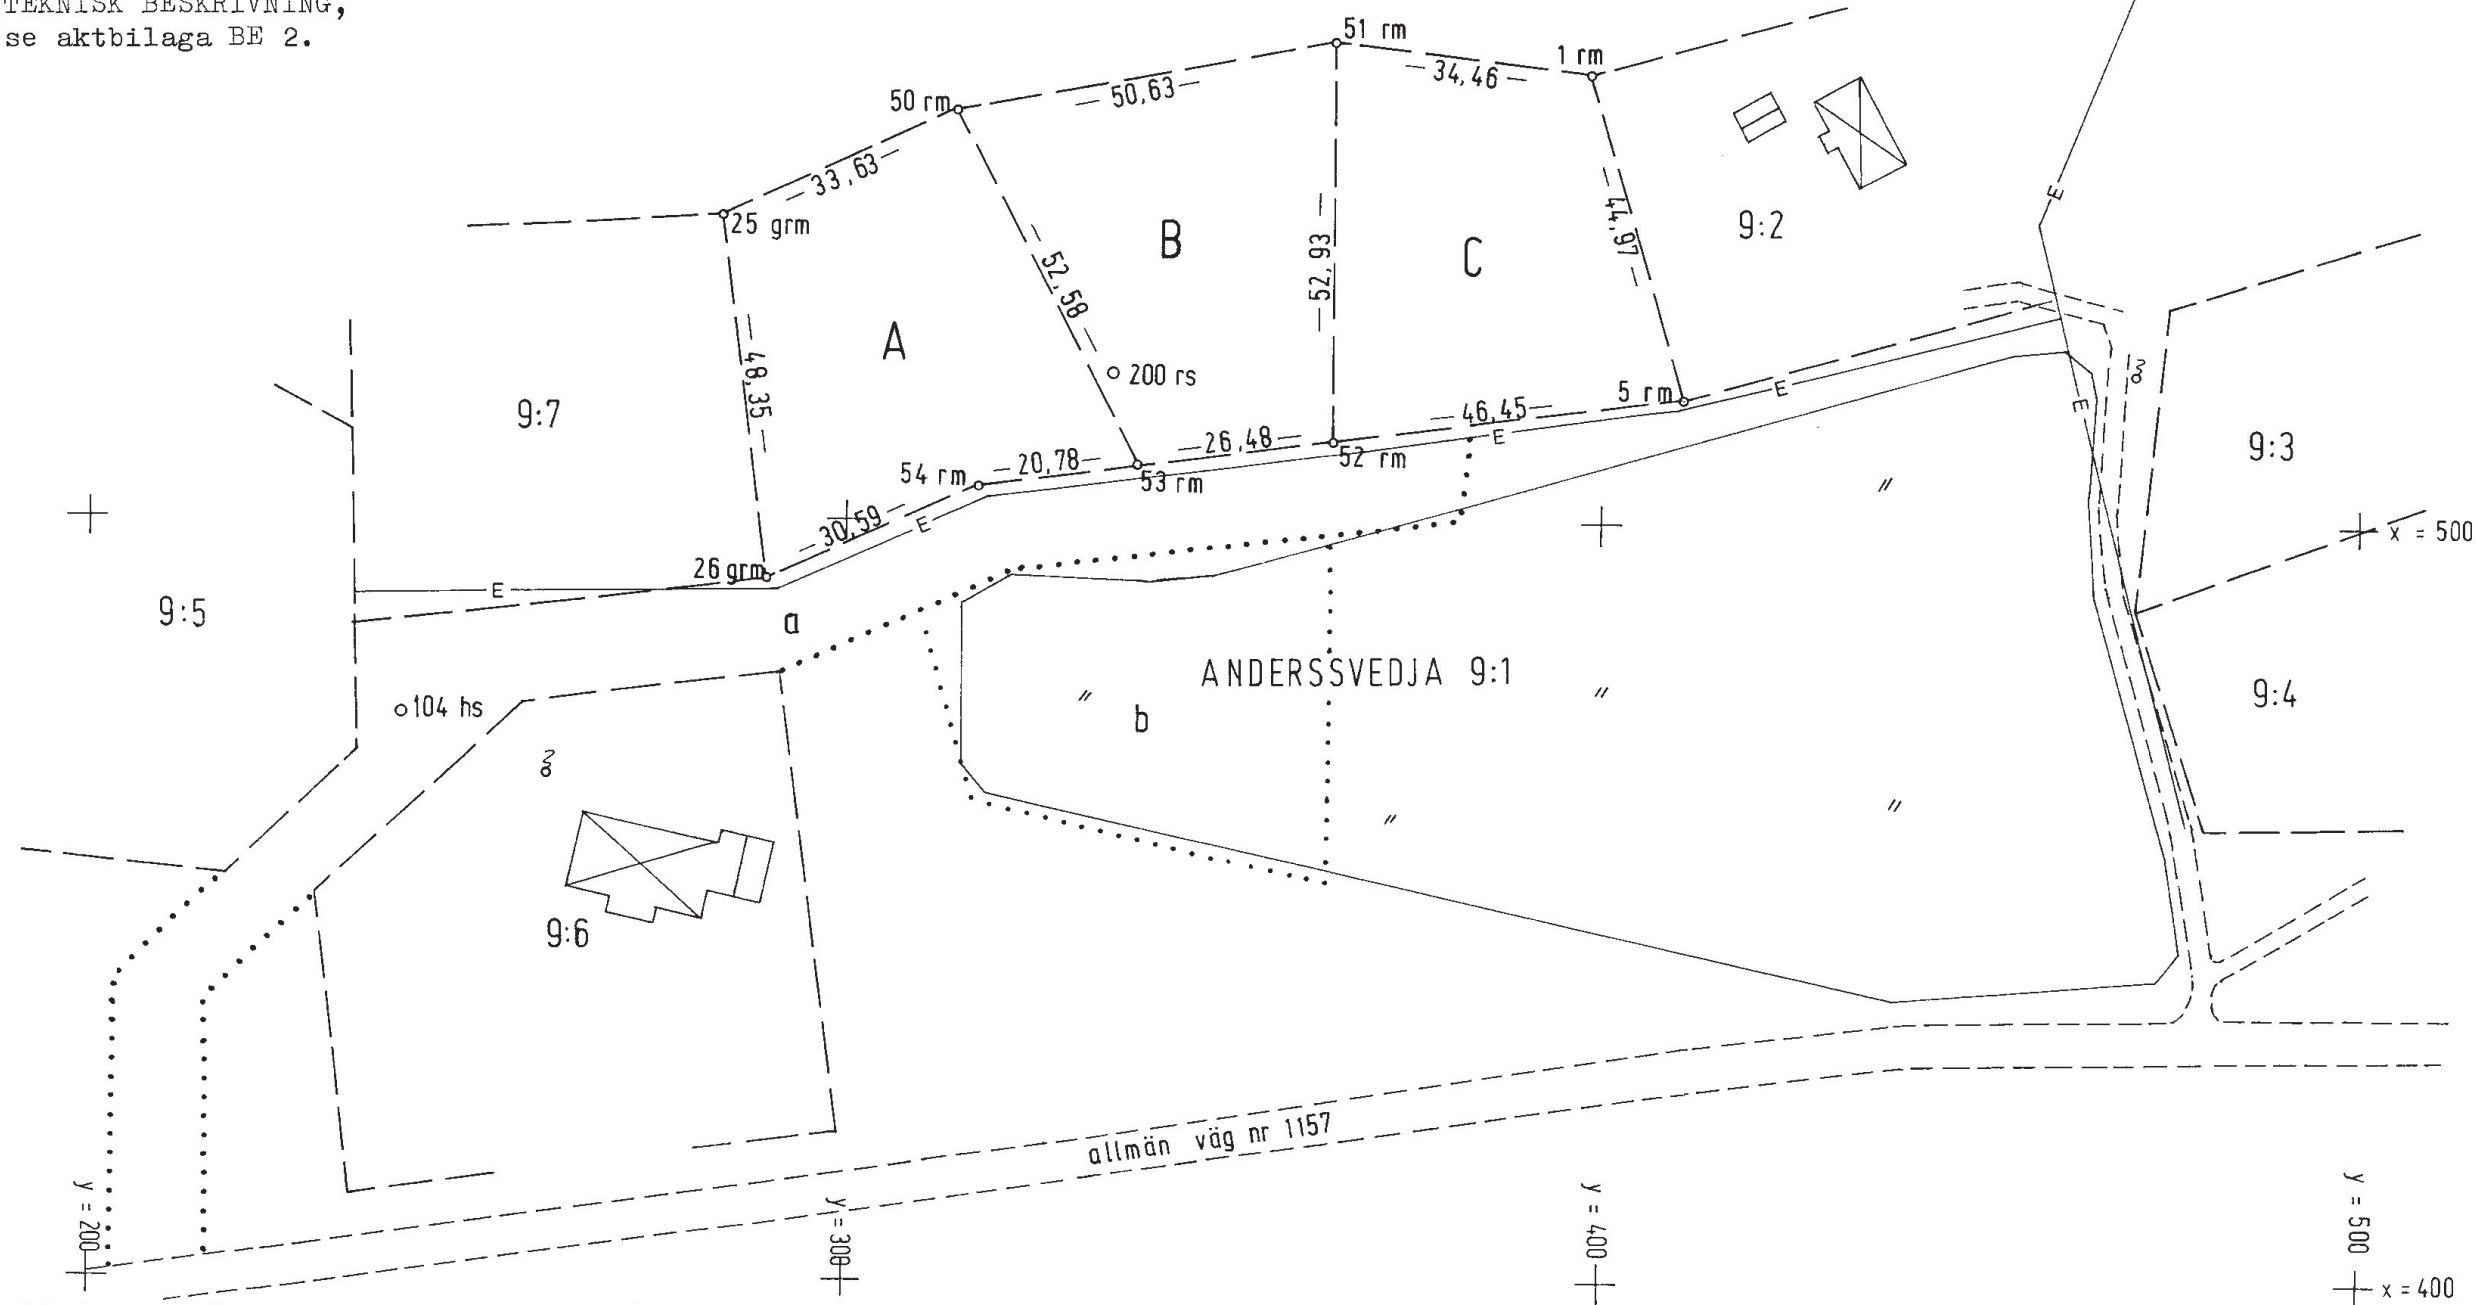 TEKNISK BESKRIVNING,
se aktbilaga BE 2.
51 rm
1 rm
34,46
50 rm
50,63
33,63
25 grm
9:2
E
B
C
44,97
52,58
52,93
A
48,35
200 rs
9:7
5 rm
E
E
46,45
E
26,48
52 rm
20,78
53 rm
54 rm
9:3
30,59
E
x = 500
26 grm
E
9:5
a
ANDERSSVEDJA 9:1
9:4
104 hs
b
9:6
allmän väg nr 1157
y = 200
y = 300
y = 400
y = 500
x = 400